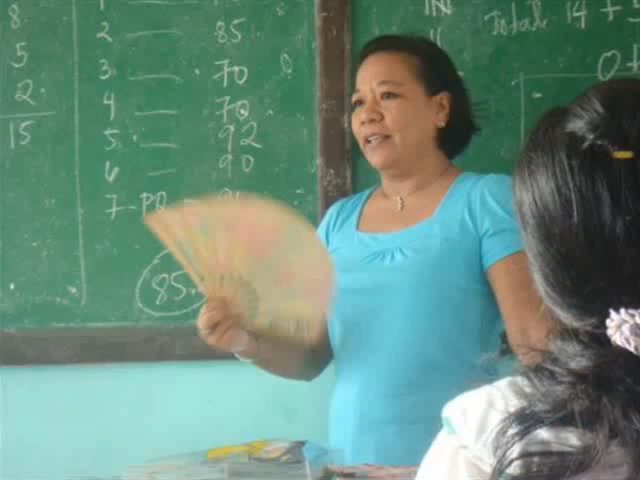 8
5
2
15
1
2 — 85
3 — 70
4 — 70
5 — 92
6 — 90
7 - PO -
85.
IN
Total 14 +
0 +